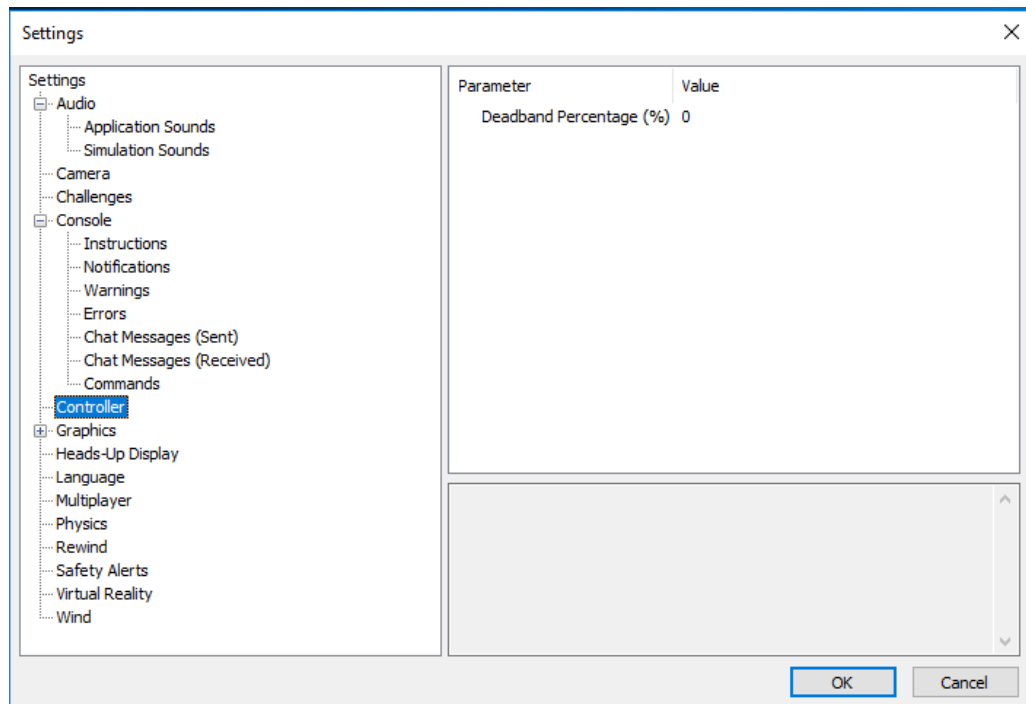 Settings
Settings
Audio
Application Sounds
Simulation Sounds
Camera
Challenges
Console
Instructions
Notifications
Warnings
Errors
Chat Messages (Sent)
Chat Messages (Received)
Commands
Controller
Graphics
Heads-Up Display
Language
Multiplayer
Physics
Rewind
Safety Alerts
Virtual Reality
Wind
Parameter Value
Deadband Percentage (%) 0
OK Cancel